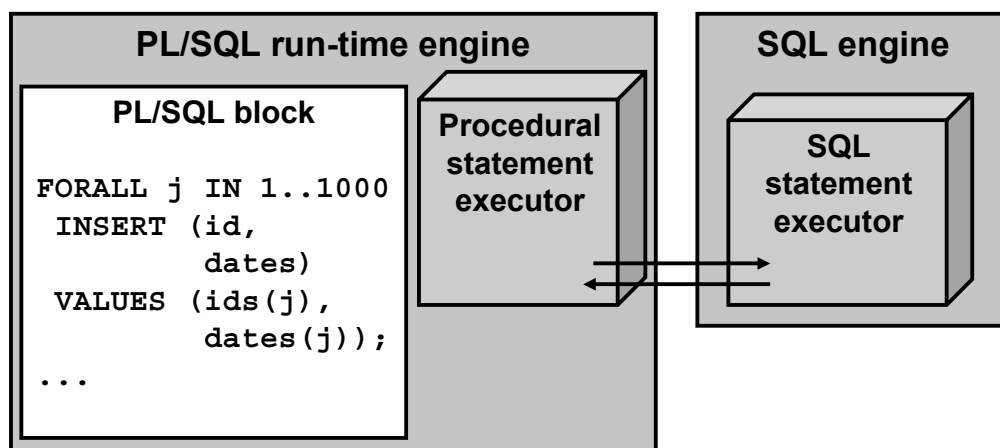 PL/SQL run-time engine
PL/SQL block
FORALL j IN 1..1000
INSERT (id,
dates)
VALUES (ids(j),
dates(j));
...
Procedural
statement
executor
SQL engine
SQL
statement
executor